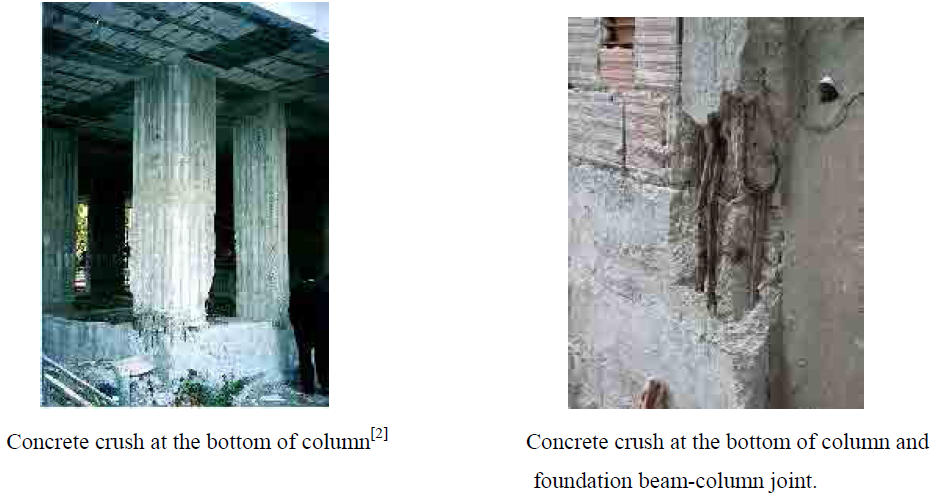 Concrete crush at the bottom of column[2]
Concrete crush at the bottom of column and
foundation beam-column joint.